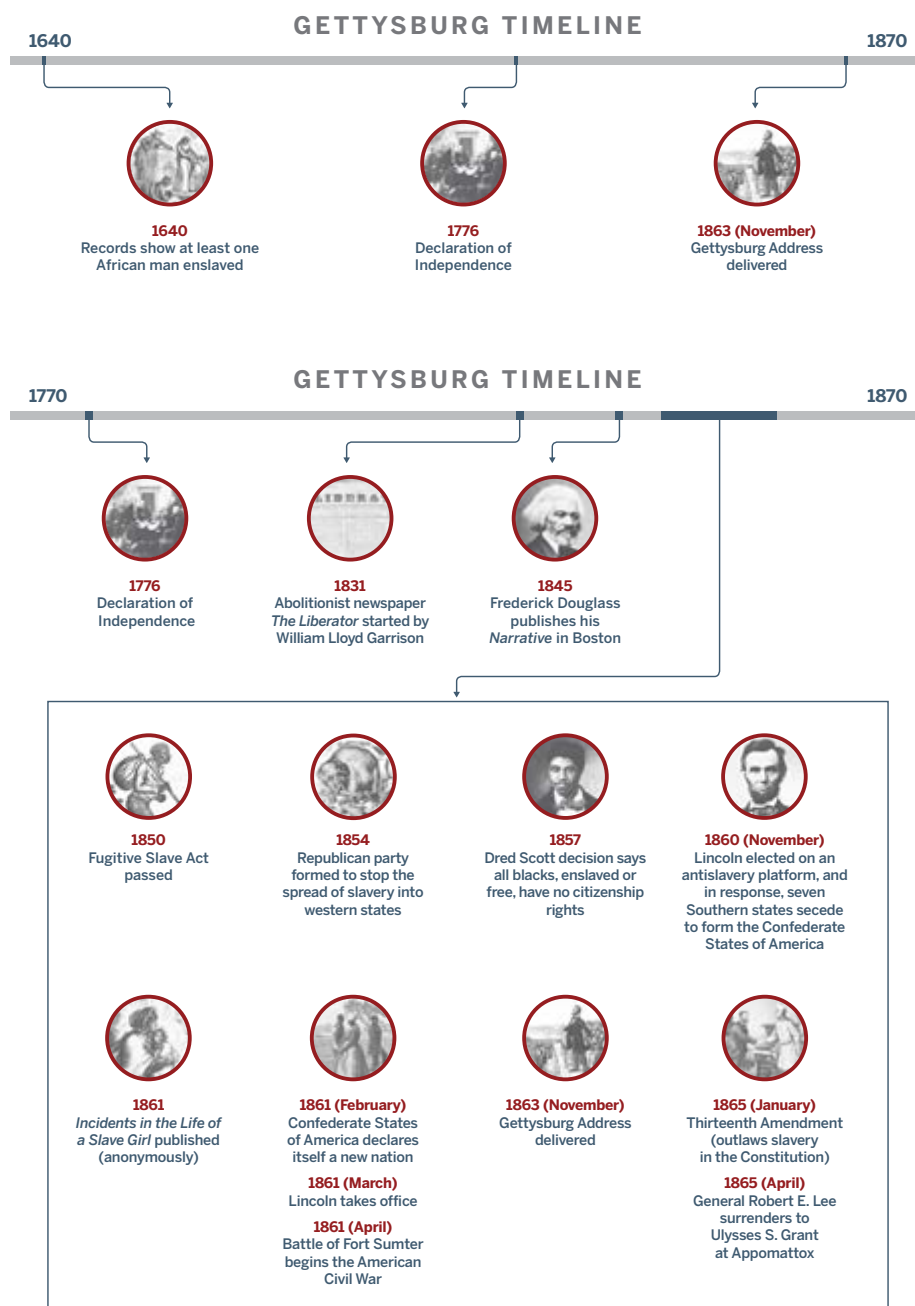 GETTYSBURG TIMELINE
1640
1870
1640
Records show at least one
African man enslaved
1776
Declaration of
Independence
1863 (November)
Gettysburg Address
delivered
GETTYSBURG TIMELINE
1770
1870
LIBERA
1776
Declaration of
Independence
1831
Abolitionist newspaper
The Liberator started by
William Lloyd Garrison
1845
Frederick Douglass
publishes his
Narrative in Boston
1850
Fugitive Slave Act
passed
1854
Republican party
formed to stop the
spread of slavery into
western states
1857
Dred Scott decision says
all blacks, enslaved or
free, have no citizenship
rights
1860 (November)
Lincoln elected on an
antislavery platform, and
in response, seven
Southern states secede
to form the Confederate
States of America
1861
Incidents in the Life of
a Slave Girl published
(anonymously)
1861 (February)
Confederate States
of America declares
itself a new nation
1861 (March)
Lincoln takes office
1861 (April)
Battle of Fort Sumter
begins the American
Civil War
1863 (November)
Gettysburg Address
delivered
1865 (January)
Thirteenth Amendment
(outlaws slavery
in the Constitution)
1865 (April)
General Robert E. Lee
surrenders to
Ulysses S. Grant
at Appomattox